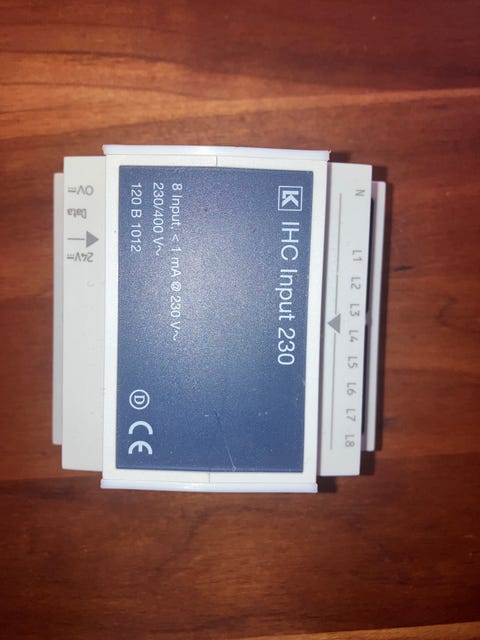 N L1 L2 L3 L4 L5 L6 L7 L8
K IHC Input 230
8 Input, < 1 mA @ 230 V~
230/400 V~
120 B 1012
D CE
0V⎓ Data 24V⎓